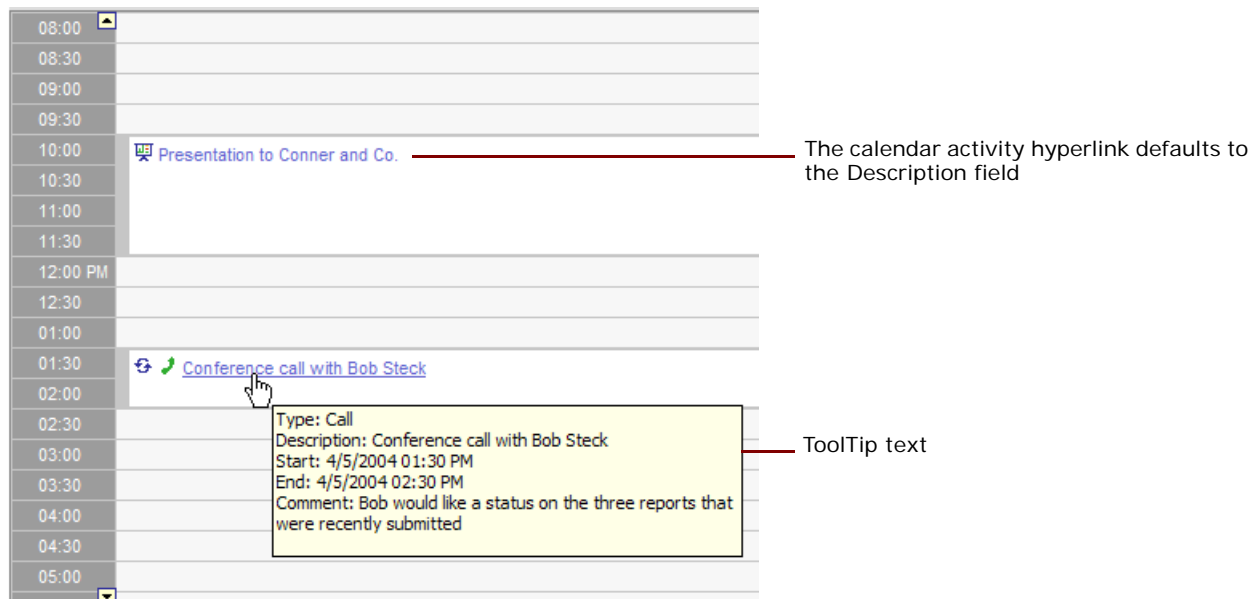 08:00
08:30
09:00
09:30
10:00 Presentation to Conner and Co.
The calendar activity hyperlink defaults to
the Description field
10:30
11:00
11:30
12:00 PM
12:30
01:00
01:30 Conference call with Bob Steck
02:00
02:30
03:00
03:30
04:00
04:30
05:00
Type: Call
Description: Conference call with Bob Steck
Start: 4/5/2004 01:30 PM
End: 4/5/2004 02:30 PM
Comment: Bob would like a status on the three reports that
were recently submitted
ToolTip text